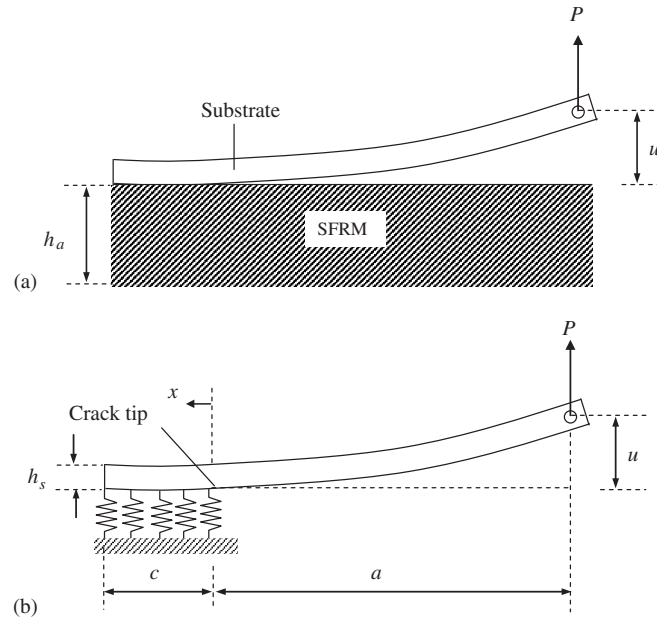 P
Substrate
u
h_a
SFRM
(a)
P
x
Crack tip
h_s
u
c
a
(b)